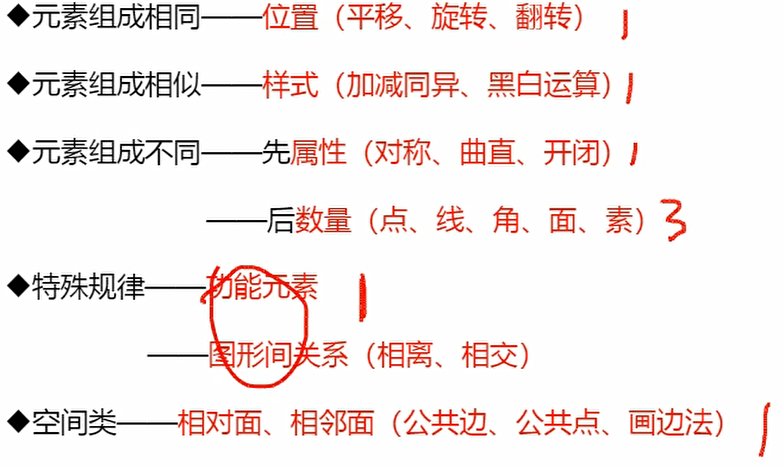 ◆元素组成相同——位置（平移、旋转、翻转） 1
◆元素组成相似——样式（加减同异、黑白运算） 1
◆元素组成不同——先属性（对称、曲直、开闭） 1
——后数量（点、线、角、面、素） 3
◆特殊规律——功能元素 1
——图形间关系（相离、相交）
◆空间类——相对面、相邻面（公共边、公共点、画边法） 1